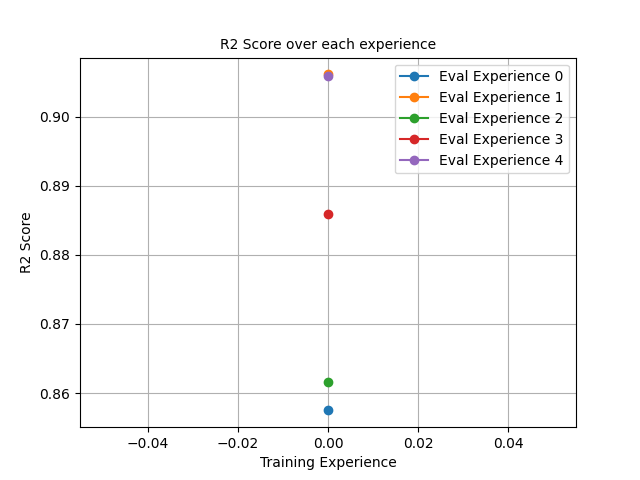 R2 Score over each experience
Eval Experience 0
Eval Experience 1
Eval Experience 2
Eval Experience 3
Eval Experience 4
0.90
0.89
0.88
0.87
0.86
R2 Score
−0.04 −0.02 0.00 0.02 0.04
Training Experience